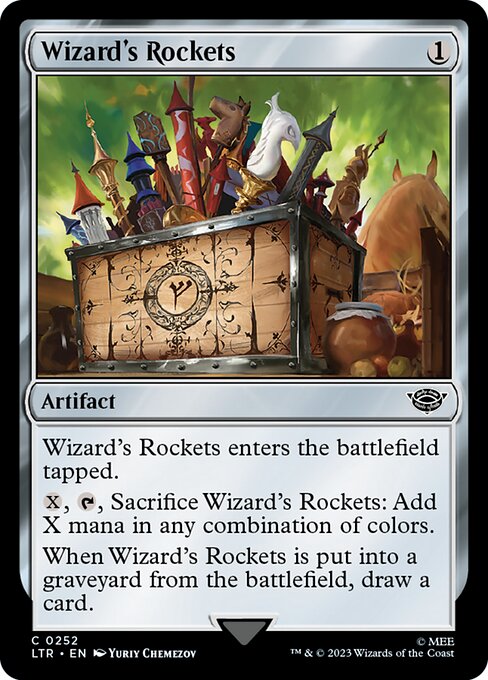 Wizard's Rockets 1
Artifact
Wizard's Rockets enters the battlefield
tapped.
X, , Sacrifice Wizard's Rockets: Add
X mana in any combination of colors.
When Wizard's Rockets is put into a
graveyard from the battlefield, draw a
card.
C 0252
LTR • EN Yuriy Chemezov
© MEE
™ & © 2023 Wizards of the Coast